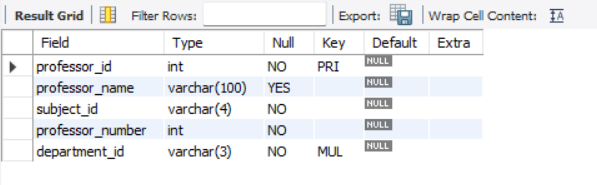 Result Grid Filter Rows: Export: Wrap Cell Content: IA
Field Type Null Key Default Extra
professor_id int NO PRI NULL
professor_name varchar(100) YES NULL
subject_id varchar(4) NO NULL
professor_number int NO NULL
department_id varchar(3) NO MUL NULL